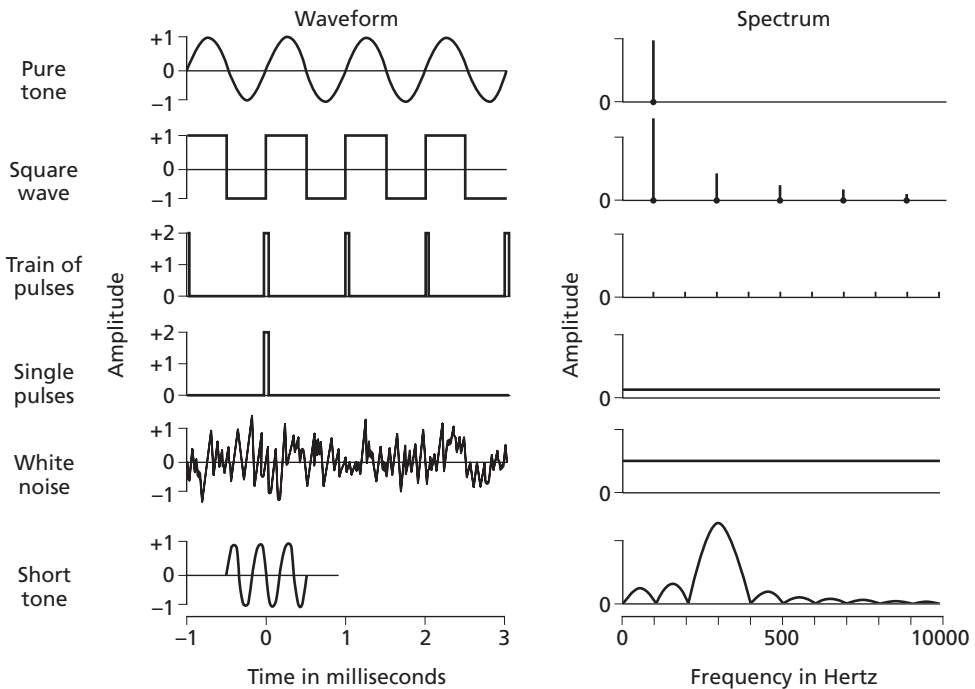 Waveform
Spectrum
Pure
tone
+1
0
−1
0
Square
wave
+1
0
−1
0
Train of
pulses
+2
+1
0
0
Amplitude
Amplitude
Single
pulses
+2
+1
0
0
White
noise
+1
0
−1
0
Short
tone
+1
0
−1
0
−1 0 1 2 3
0 500 10000
Time in milliseconds
Frequency in Hertz